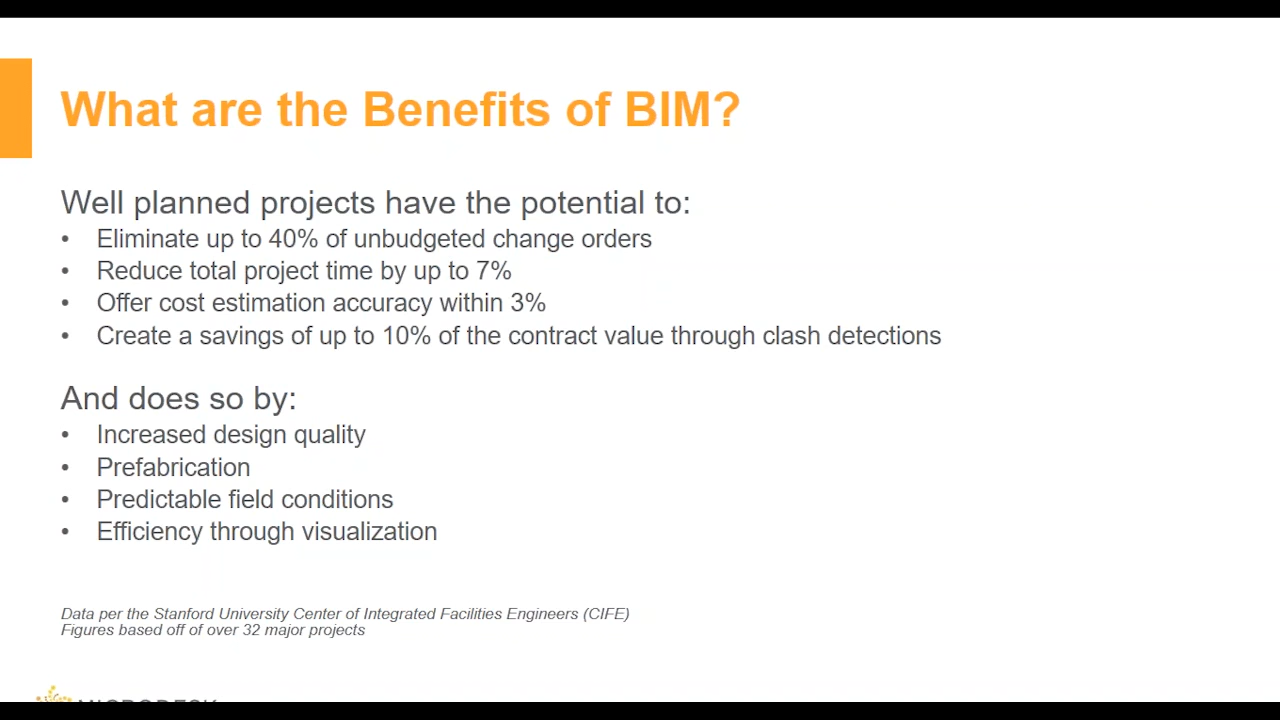 What are the Benefits of BIM?
Well planned projects have the potential to:
• Eliminate up to 40% of unbudgeted change orders
• Reduce total project time by up to 7%
• Offer cost estimation accuracy within 3%
• Create a savings of up to 10% of the contract value through clash detections
And does so by:
• Increased design quality
• Prefabrication
• Predictable field conditions
• Efficiency through visualization
Data per the Stanford University Center of Integrated Facilities Engineers (CIFE)
Figures based off of over 32 major projects
MICRODESK